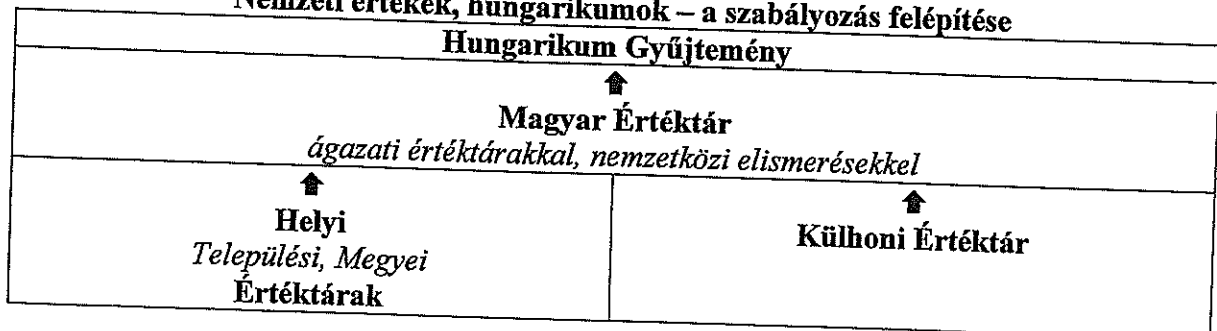 Nemzeti értékek, hungarikumok – a szabályozás felépítése
Hungarikum Gyűjtemény
Magyar Értéktár
ágazati értéktárakkal, nemzetközi elismerésekkel
Helyi
Települési, Megyei
Értéktárak
Külhoni Értéktár